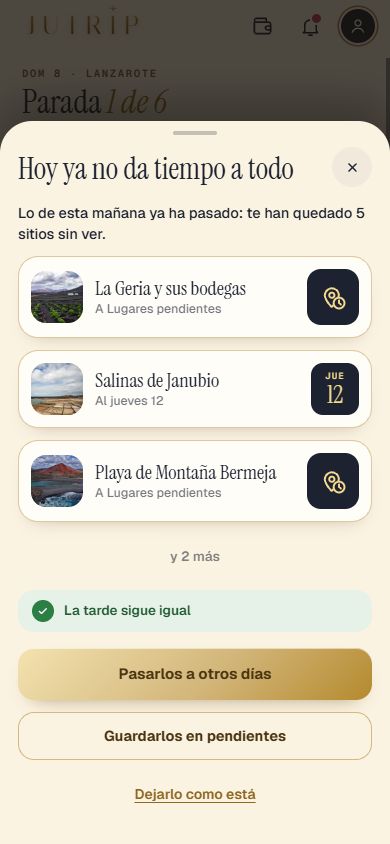 JUTRIP
DOM 8 · LANZAROTE
Parada 1 de 6
Hoy ya no da tiempo a todo
Lo de esta mañana ya ha pasado: te han quedado 5
sitios sin ver.
La Geria y sus bodegas
A Lugares pendientes
Salinas de Janubio
Al jueves 12
JUE
12
Playa de Montaña Bermeja
A Lugares pendientes
y 2 más
La tarde sigue igual
Pasarlos a otros días
Guardarlos en pendientes
Dejarlo como está